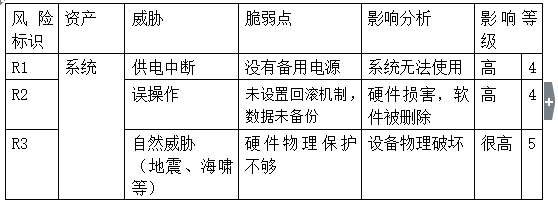 风险标识 资产 威胁 脆弱点 影响分析 影响等级
R1 系统 供电中断 没有备用电源 系统无法使用 高 4
R2 误操作 未设置回滚机制，数据未备份 硬件损害，软件被删除 高 4
R3 自然威胁（地震、海啸等） 硬件物理保护不够 设备物理破坏 很高 5